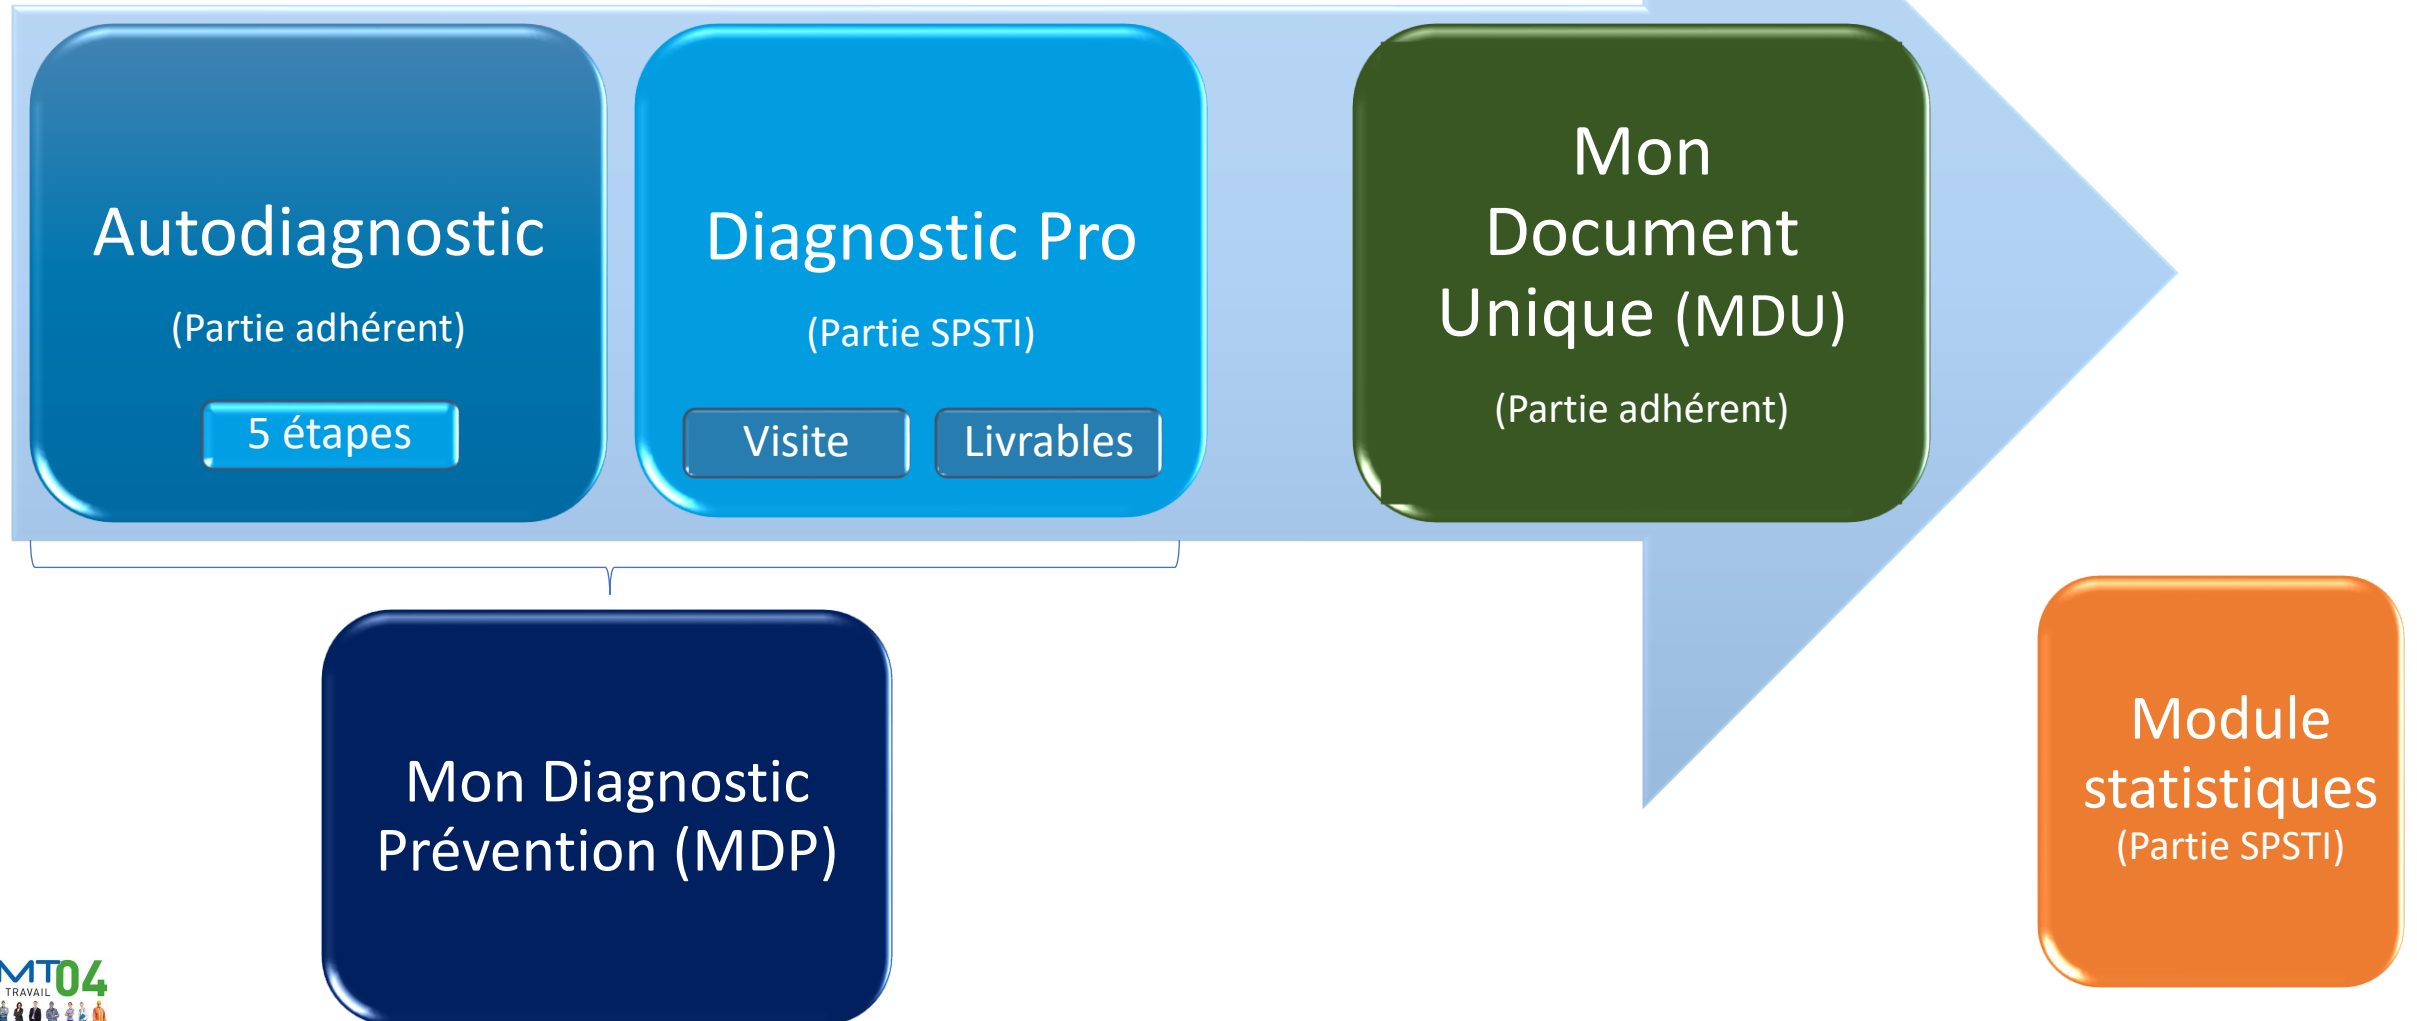 Autodiagnostic
(Partie adhérent)
5 étapes
Diagnostic Pro
(Partie SPSTI)
Visite
Livrables
Mon
Document
Unique (MDU)
(Partie adhérent)
Mon Diagnostic
Prévention (MDP)
Module
statistiques
(Partie SPSTI)
MT04
TRAVAIL